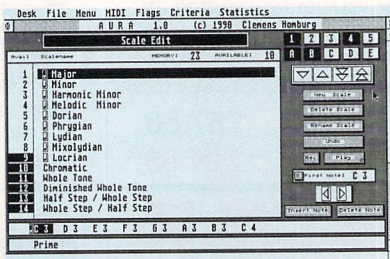 Desk File Menu MIDI Flags Criteria Statistics
AURA 1.0 (c) 1990 Clemens Homburg
Scale Edit
1 2 3 4 5
A B C D E
Avail Scalename MEMORY: 23 AVAILABLE: 10
1 Major
2 Minor
3 Harmonic Minor
4 Melodic Minor
5 Dorian
6 Phrygian
7 Lydian
8 Mixolydian
9 Locrian
10 Chromatic
11 Whole Tone
12 Diminished Whole Tone
13 Half Step / Whole Step
14 Whole Step / Half Step
New Scale
Delete Scale
Rename Scale
Undo
Rec Play
First Note: C 3
Insert Note Delete Note
C 3 D 3 E 3 F 3 G 3 A 3 B 3 C 4
Prime